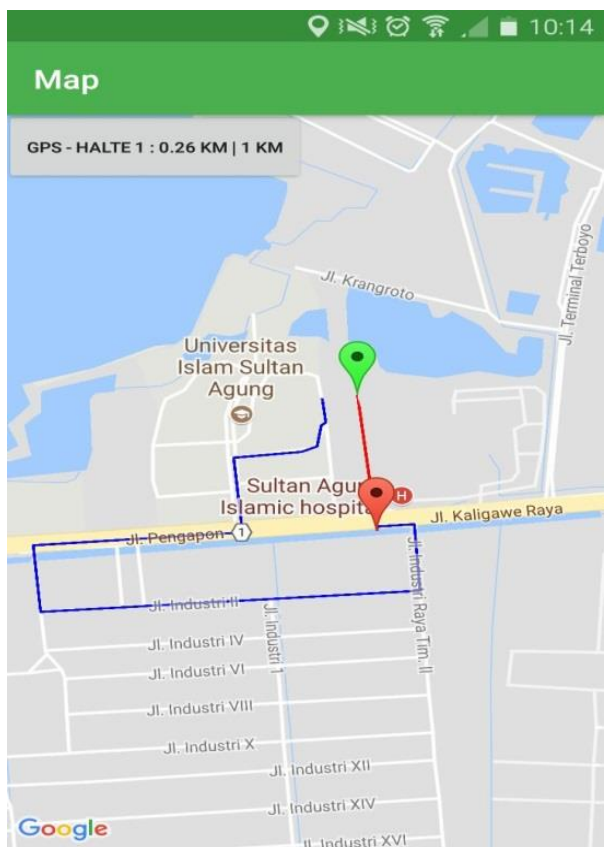 10:14
Map
GPS - HALTE 1 : 0.26 KM | 1 KM
Jl. Krangroto
Jl. Terminal Terboyo
Universitas
Islam Sultan
Agung
Sultan Agu
Islamic hospita
H
Jl. Kaligawe Raya
Jl. Pengapon
1
Jl. Industri II
Jl. Industri 1
Jl. Industri Raya Tim. II
Jl. Industri IV
Jl. Industri VI
Jl. Industri VIII
Jl. Industri X
Jl. Industri XII
Jl. Industri XIV
Jl. Industri XVI
Google